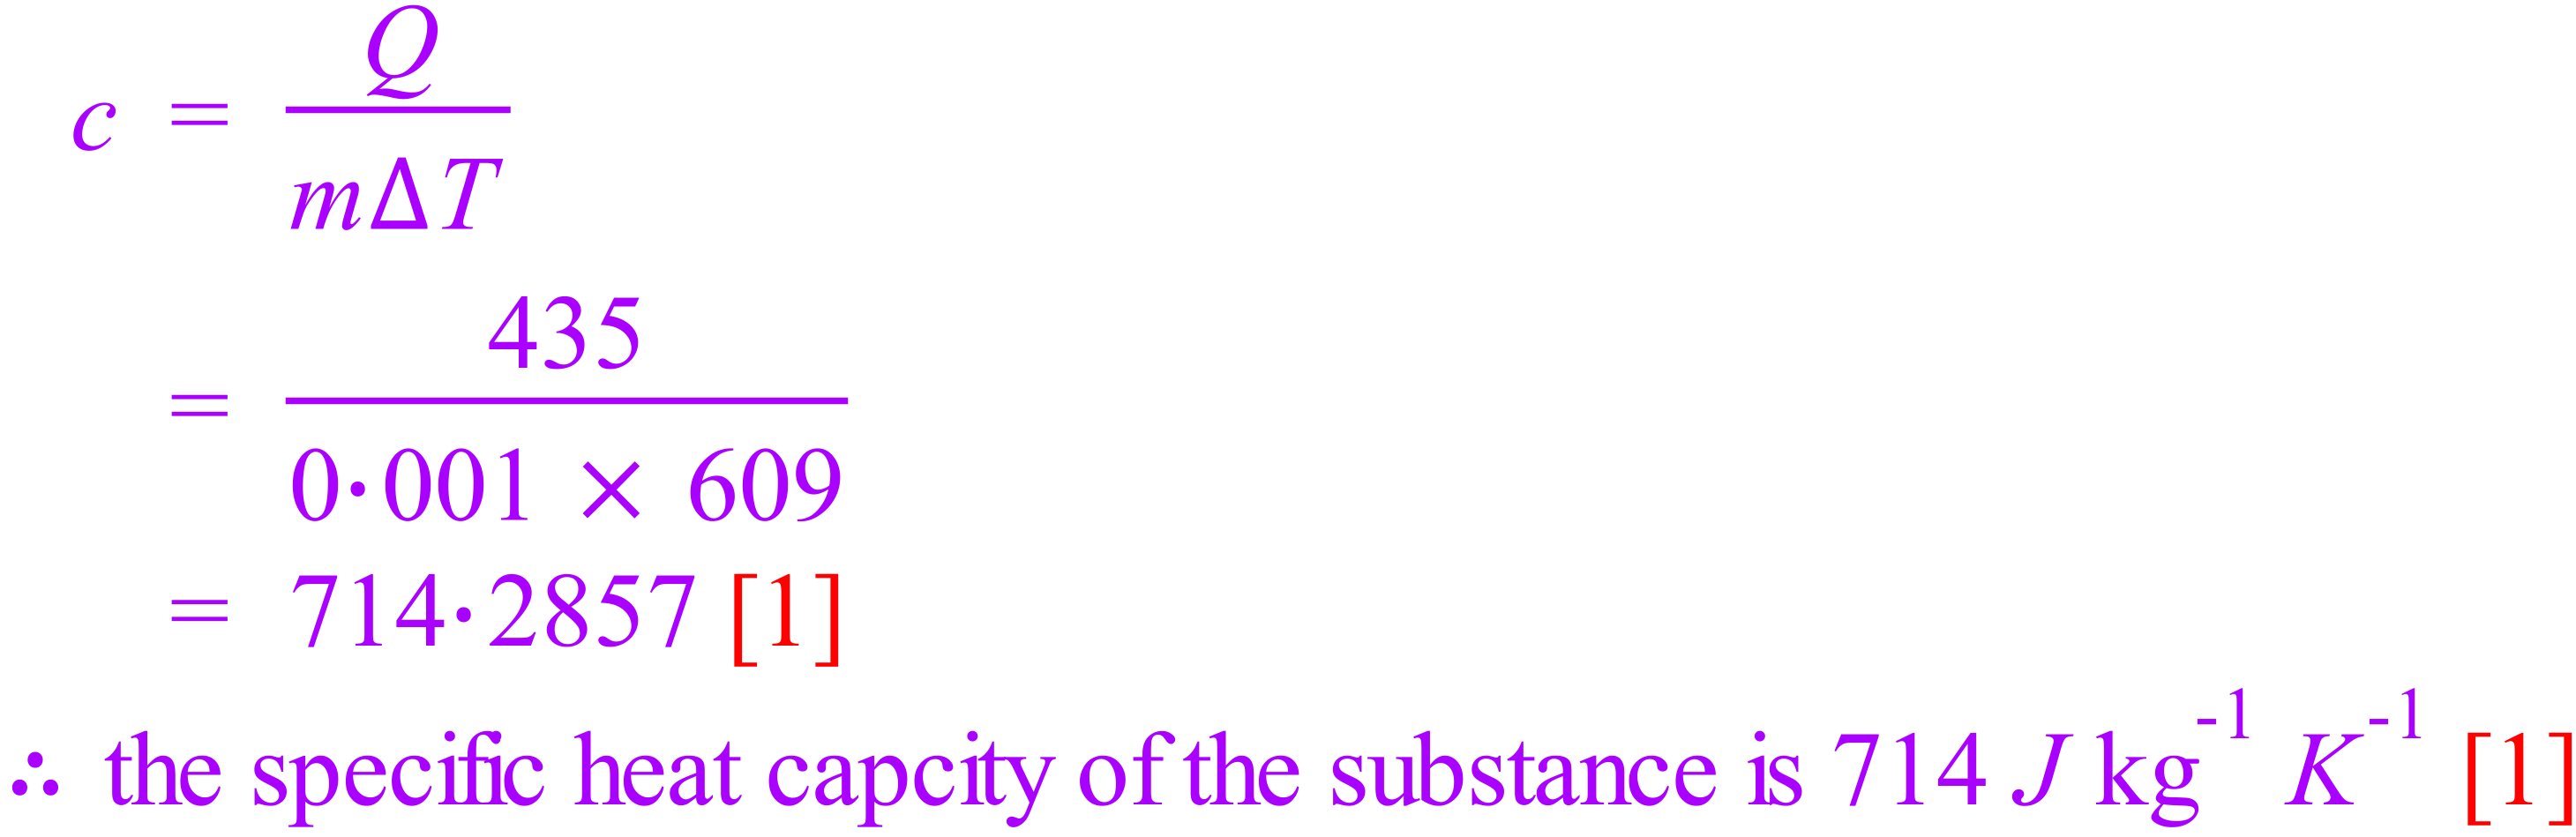 c = Q / mΔT
= 435 / 0·001 × 609
= 714·2857 [1]
∴ the specific heat capcity of the substance is 714 J kg⁻¹ K⁻¹ [1]